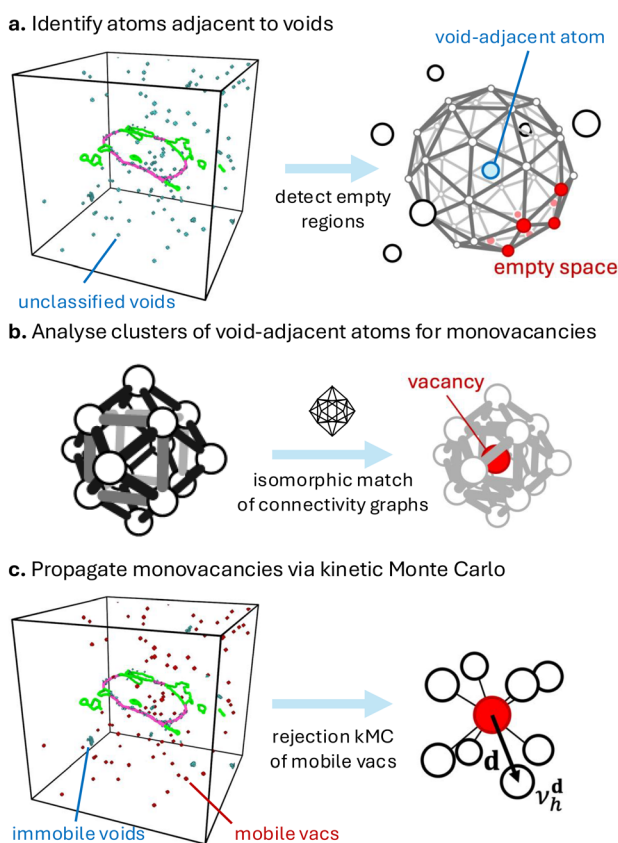 a. Identify atoms adjacent to voids
void-adjacent atom
detect empty
regions
empty space
unclassified voids
b. Analyse clusters of void-adjacent atoms for monovacancies
vacancy
isomorphic match
of connectivity graphs
c. Propagate monovacancies via kinetic Monte Carlo
rejection kMC
of mobile vacs
d
ν_h^d
immobile voids
mobile vacs